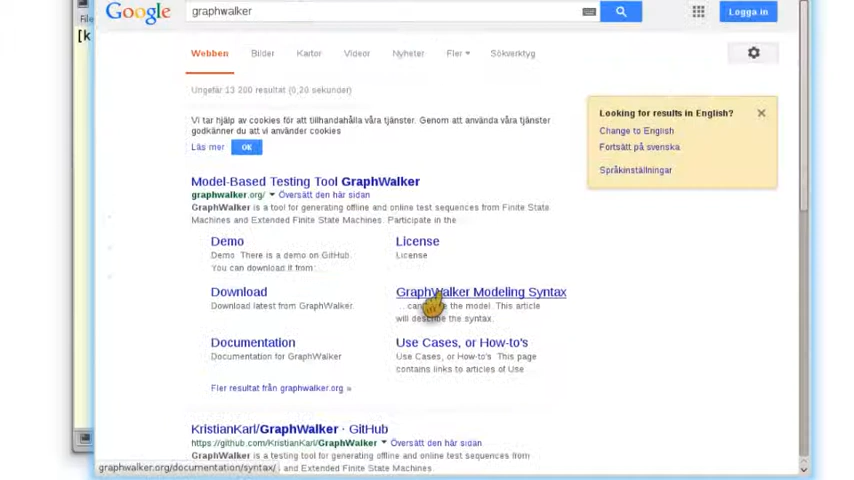 File
[k
Google
graphwalker
Logga in
Webben Bilder Kartor Videor Nyheter Fler Sökverktyg
Ungefär 13 200 resultat (0,20 sekunder)
Vi tar hjälp av cookies för att tillhandahålla våra tjänster. Genom att använda våra tjänster
godkänner du att vi använder cookies
Läs mer OK
Looking for results in English?
Change to English
Fortsätt på svenska
Språkinställningar
Model-Based Testing Tool GraphWalker
graphwalker.org/ Översätt den här sidan
GraphWalker is a tool for generating offline and online test sequences from Finite State
Machines and Extended Finite State Machines. Participate in the
Demo
Demo There is a demo on GitHub.
You can download it from:
License
License
Download
Download latest from GraphWalker.
GraphWalker Modeling Syntax
the model. This article
will describe the syntax.
Documentation
Documentation for GraphWalker
Use Cases, or How-to's
Use Cases, or How-to's This page
contains links to articles of Use
Fler resultat från graphwalker.org »
KristianKarl/GraphWalker · GitHub
https://github.com/KristianKarl/GraphWalker Översätt den här sidan
GraphWalker is a testing tool for generating offline and online test sequences from
graphwalker.org/documentation/syntax/ and Extended Finite State Machines.